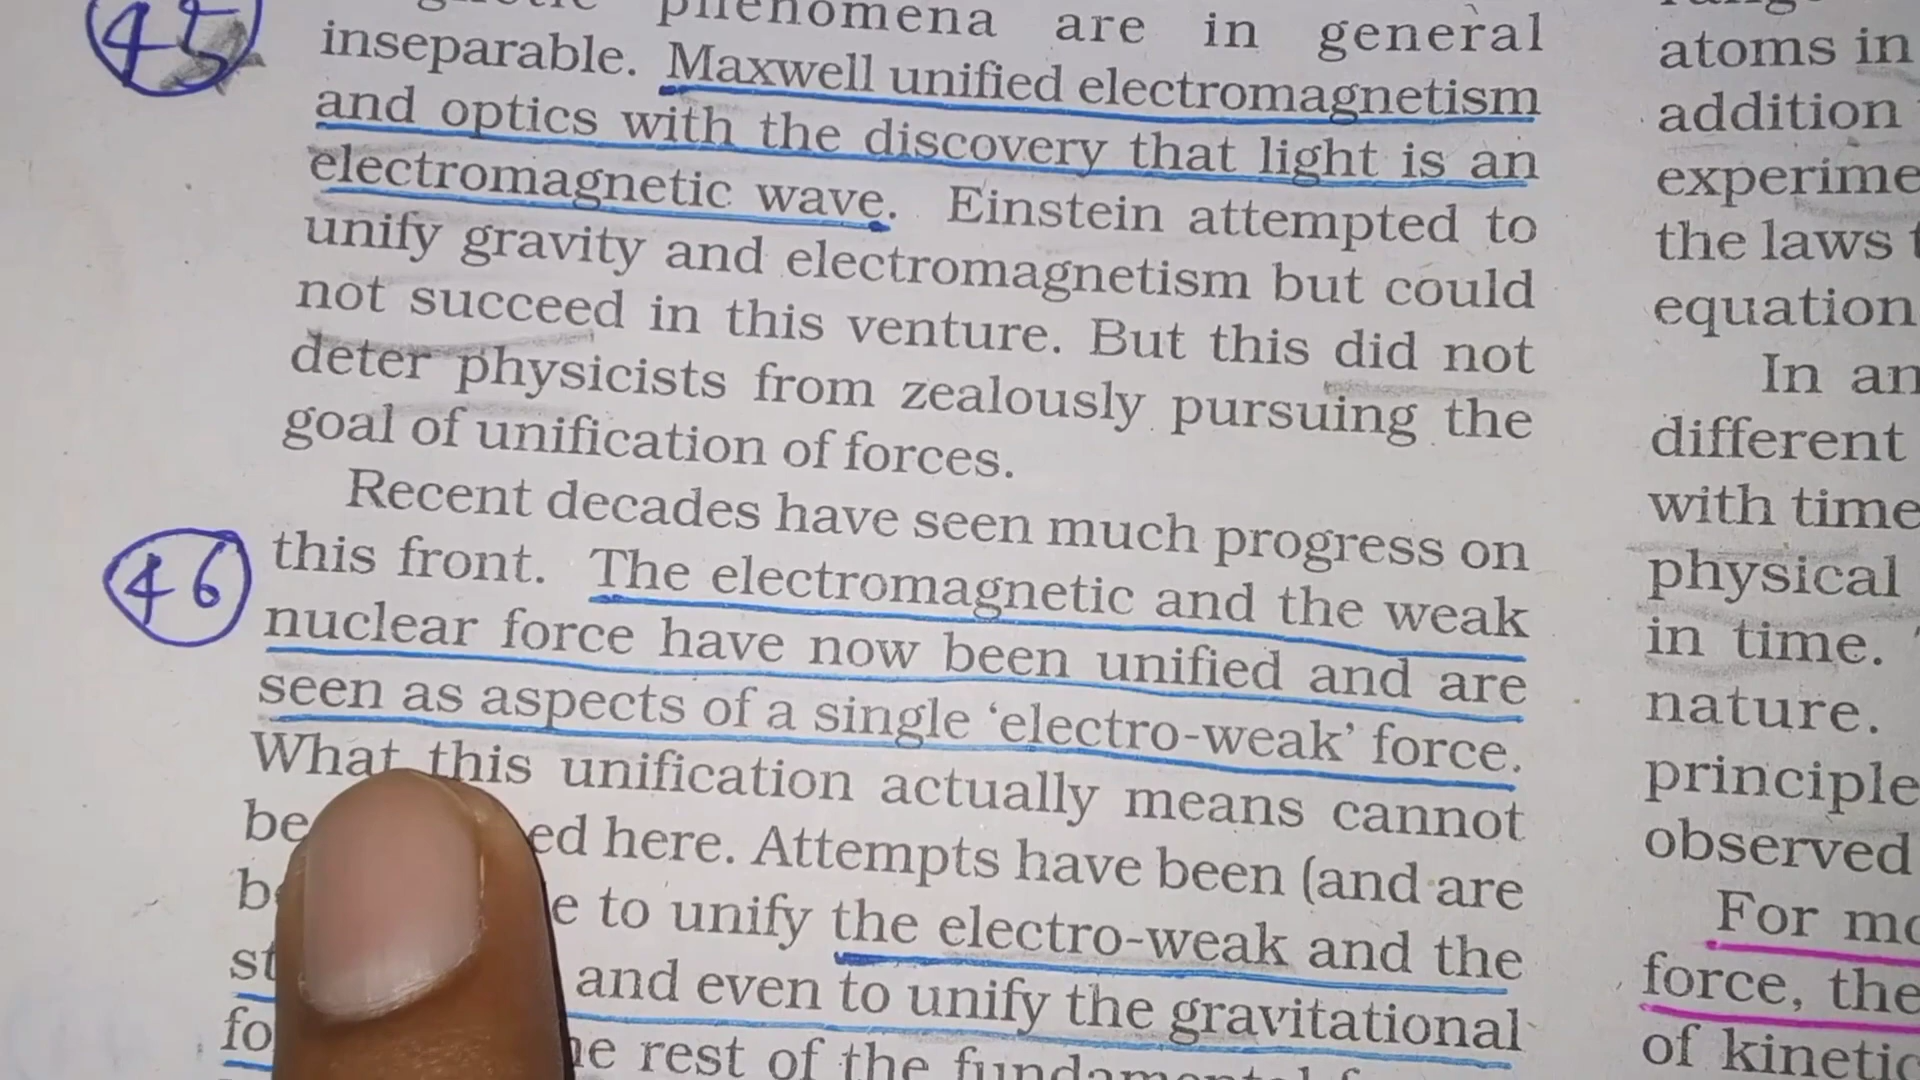 45
phenomena are in general
inseparable. Maxwell unified electromagnetism
and optics with the discovery that light is an
electromagnetic wave. Einstein attempted to
unify gravity and electromagnetism but could
not succeed in this venture. But this did not
deter physicists from zealously pursuing the
goal of unification of forces.
Recent decades have seen much progress on
46
this front. The electromagnetic and the weak
nuclear force have now been unified and are
seen as aspects of a single ‘electro-weak’ force.
What this unification actually means cannot
be here. Attempts have been (and are
to unify the electro-weak and the
and even to unify the gravitational
rest of the
atoms in
addition
experime
the laws
equation
In an
different
with time
physical
in time.
nature.
principle
observed
For mo
force, the
of kinetic